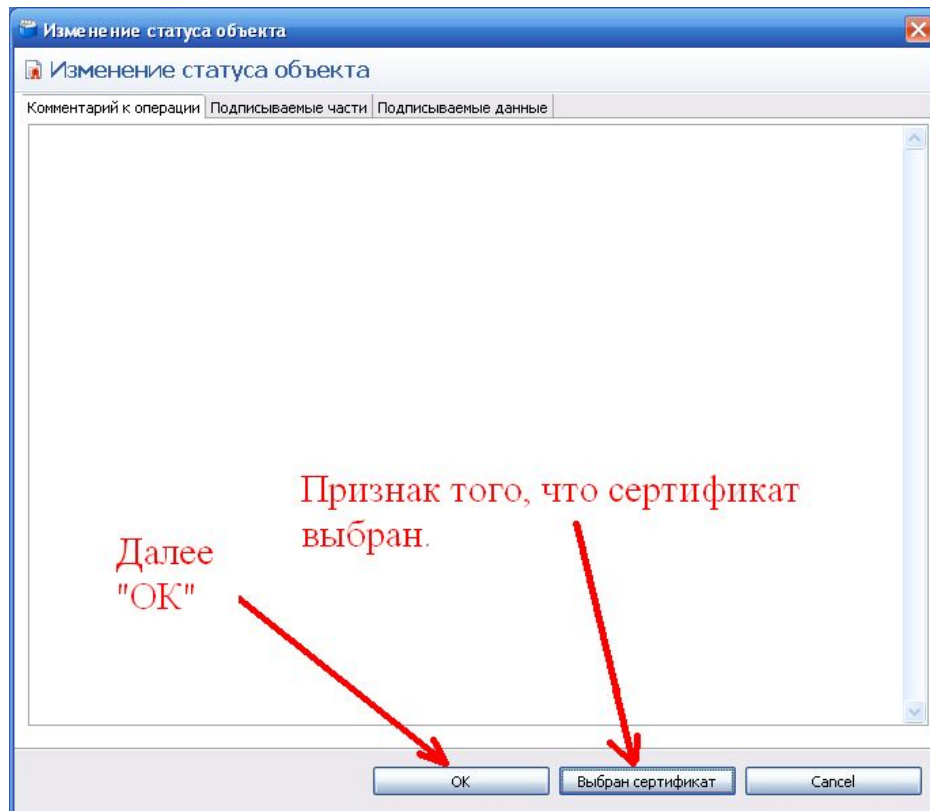 Изменение статуса объекта
Изменение статуса объекта
Комментарий к операции Подписываемые части Подписываемые данные
Признак того, что сертификат
выбран.
Далее
"ОК"
OK Выбран сертификат Cancel